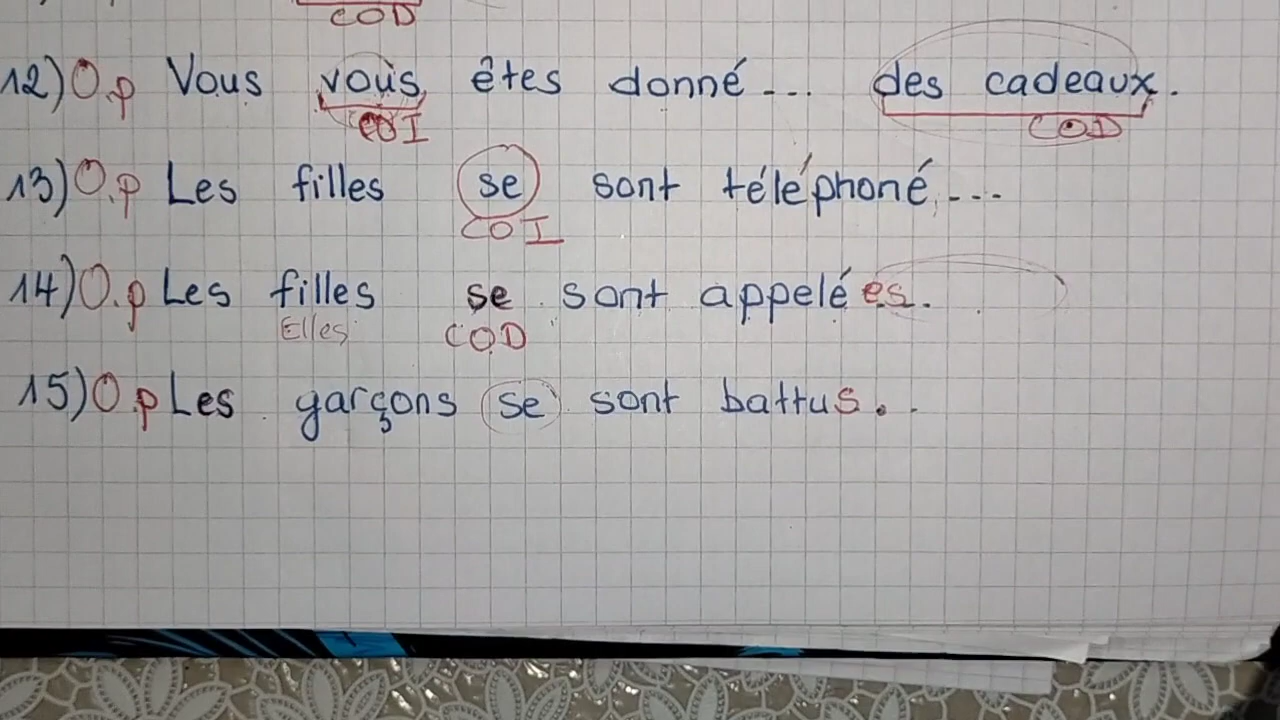 COD
12) O.p Vous vous êtes donné... des cadeaux.
COI COD
13) O.p Les filles se sont téléphoné...
COI
14) O.p Les filles se sont appelées.
Elles COD
15) O.p Les garçons se sont battus.